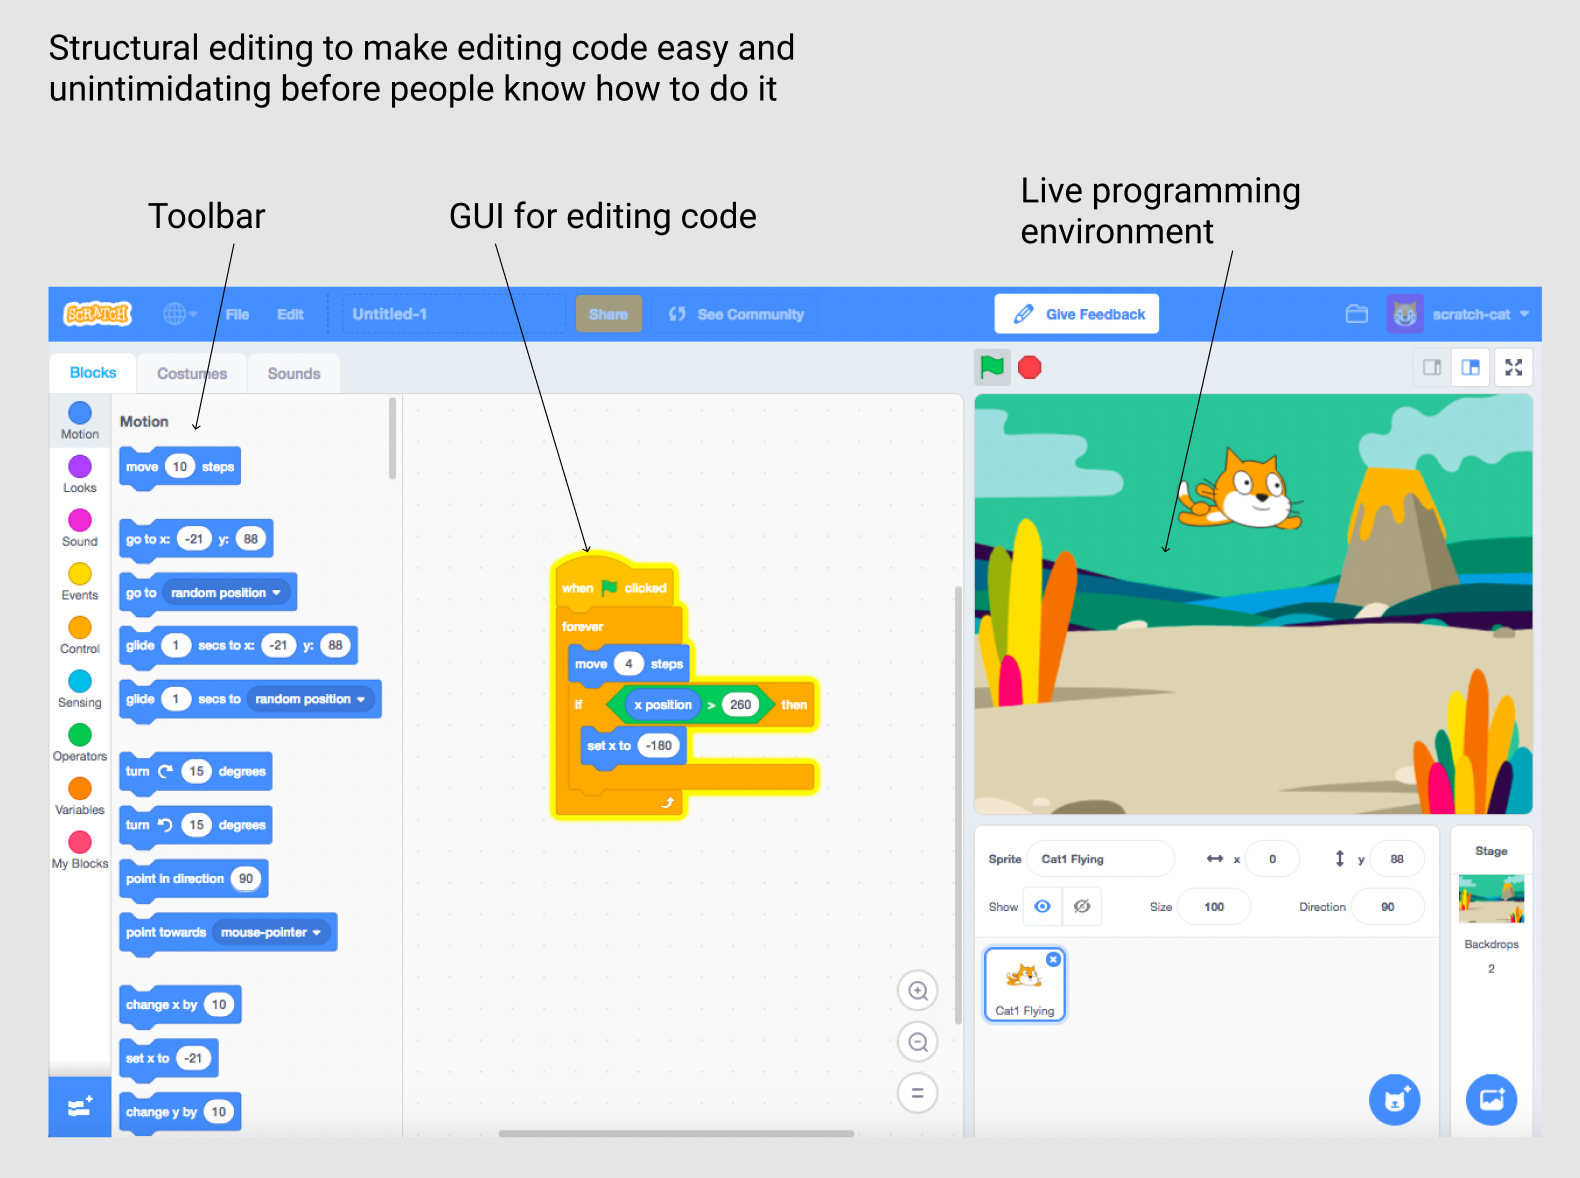 Structural editing to make editing code easy and
unintimidating before people know how to do it
Toolbar
GUI for editing code
Live programming
environment
SCRATCH
File
Edit
Untitled-1
Share
See Community
Give Feedback
scratch-cat
Blocks
Costumes
Sounds
Motion
Looks
Sound
Events
Control
Sensing
Operators
Variables
My Blocks
Motion
move 10 steps
go to x: -21 y: 88
go to random position
glide 1 secs to x: -21 y: 88
glide 1 secs to random position
turn 15 degrees
turn 15 degrees
point in direction 90
point towards mouse-pointer
change x by 10
set x to -21
change y by 10
when clicked
forever
move 4 steps
if x position > 260 then
set x to -180
Sprite Cat1 Flying x 0 y 88
Show Size 100 Direction 90
Cat1 Flying
Stage
Backdrops
2